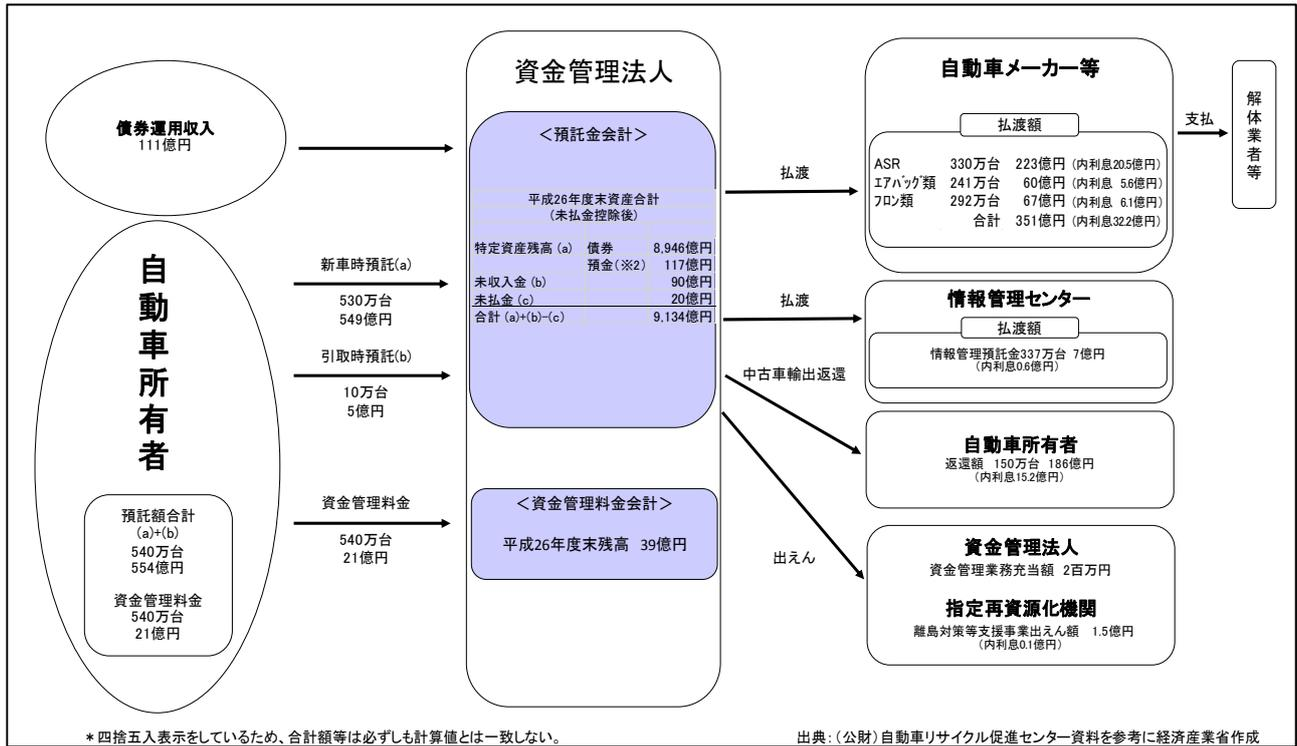 債券運用収入
111億円
自動車所有者
預託額合計
(a)+(b)
540万台
554億円
資金管理料金
540万台
21億円
新車時預託(a)
530万台
549億円
引取時預託(b)
10万台
5億円
資金管理料金
540万台
21億円
資金管理法人
＜預託金会計＞
平成26年度末資産合計
(未払金控除後)
特定資産残高(a) 債券 8,946億円
預金(※2) 117億円
未収入金(b) 90億円
未払金(c) 20億円
合計(a)+(b)-(c) 9,134億円
＜資金管理料金会計＞
平成26年度末残高 39億円
払渡
払渡
中古車輸出返還
出えん
自動車メーカー等
払渡額
ASR 330万台 223億円(内利息20.5億円)
エアバッグ類 241万台 60億円(内利息 5.6億円)
フロン類 292万台 67億円(内利息 6.1億円)
合計 351億円(内利息32.2億円)
支払
解体業者等
情報管理センター
払渡額
情報管理預託金337万台 7億円
(内利息0.6億円)
自動車所有者
返還額 150万台 186億円
(内利息15.2億円)
資金管理法人
資金管理業務充当額 2百万円
指定再資源化機関
離島対策等支援事業出えん額 1.5億円
(内利息0.1億円)
＊四捨五入表示をしているため、合計額等は必ずしも計算値とは一致しない。
出典：(公財)自動車リサイクル促進センター資料を参考に経済産業省作成